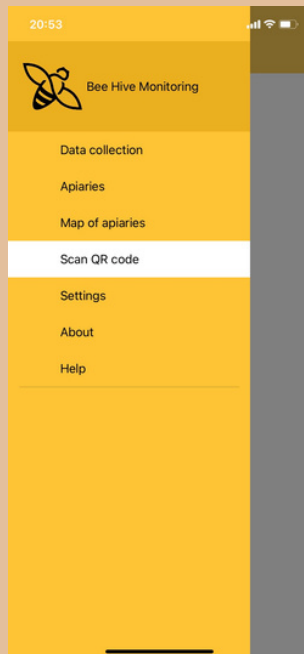 20:53
Bee Hive Monitoring
Data collection
Apiaries
Map of apiaries
Scan QR code
Settings
About
Help